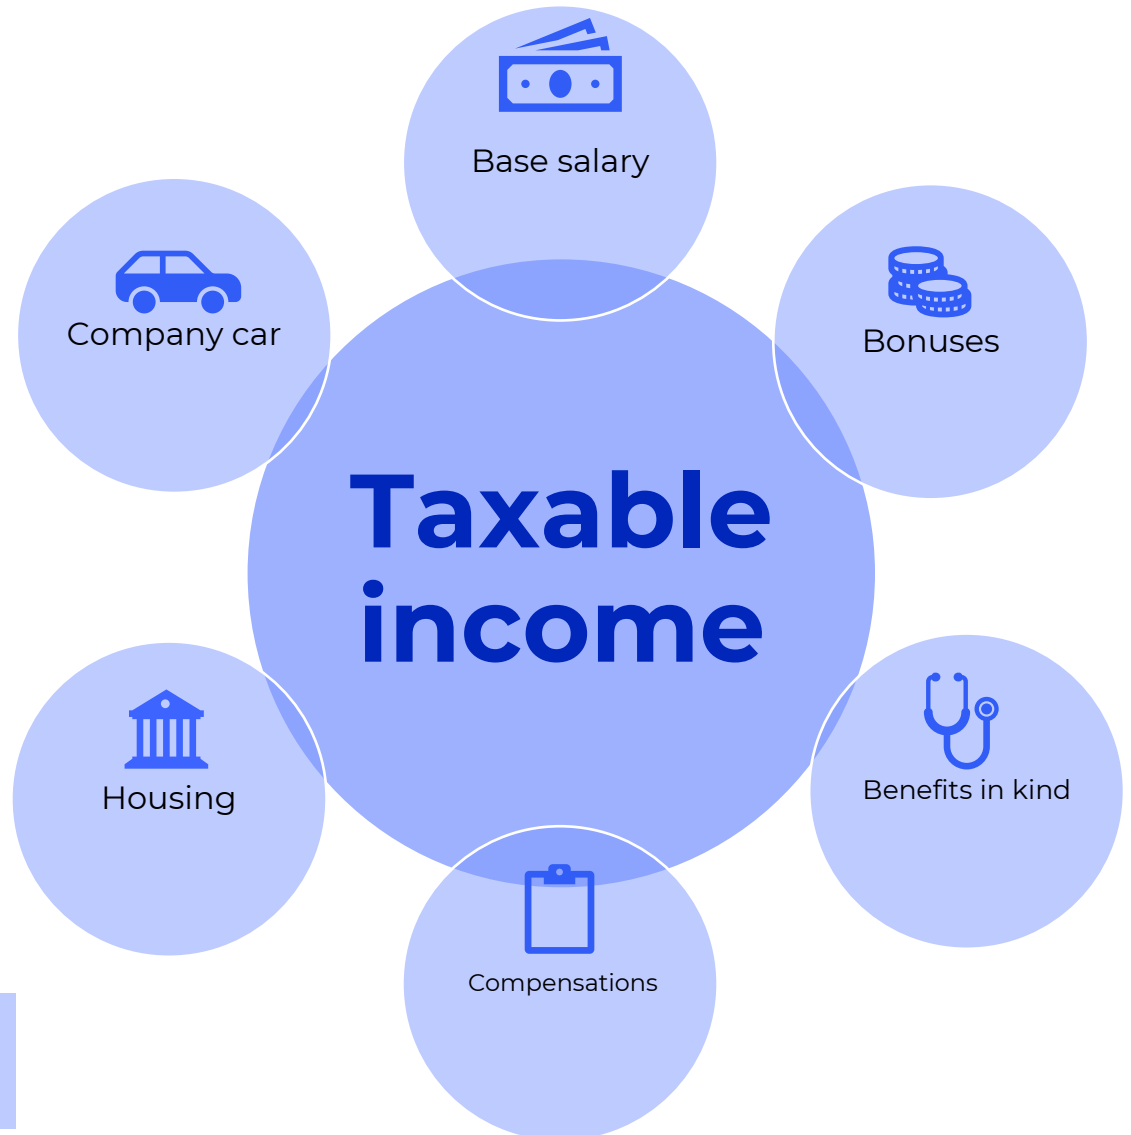 Base salary
Company car
Bonuses
Taxable
income
Housing
Benefits in kind
Compensations